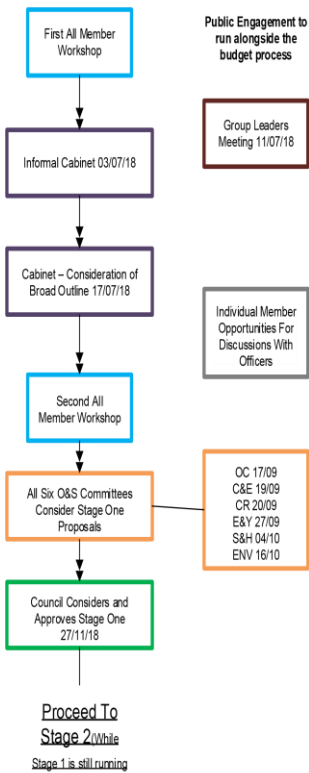 First All Member
Workshop
Public Engagement to
run alongside the
budget process
Informal Cabinet 03/07/18
Group Leaders
Meeting 11/07/18
Cabinet – Consideration of
Broad Outline 17/07/18
Individual Member
Opportunities For
Discussions With
Officers
Second All
Member Workshop
All Six O&S Committees
Consider Stage One
Proposals
OC 17/09
C&E 19/09
CR 20/09
E&Y 27/09
S&H 04/10
ENV 16/10
Council Considers and
Approves Stage One
27/11/18
Proceed To
Stage 2(While
Stage 1 is still running